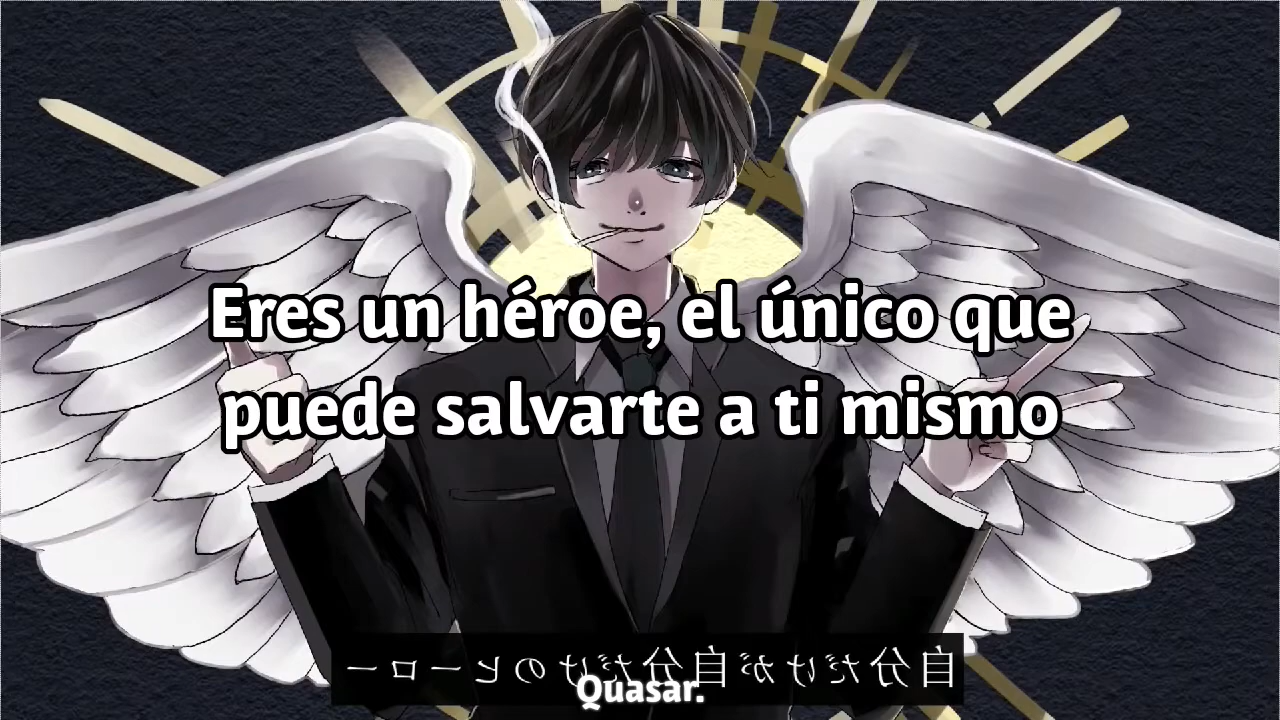 Eres un héroe, el único que
puede salvarte a ti mismo
自分だけが自分だけのヒーロー
Quasar.